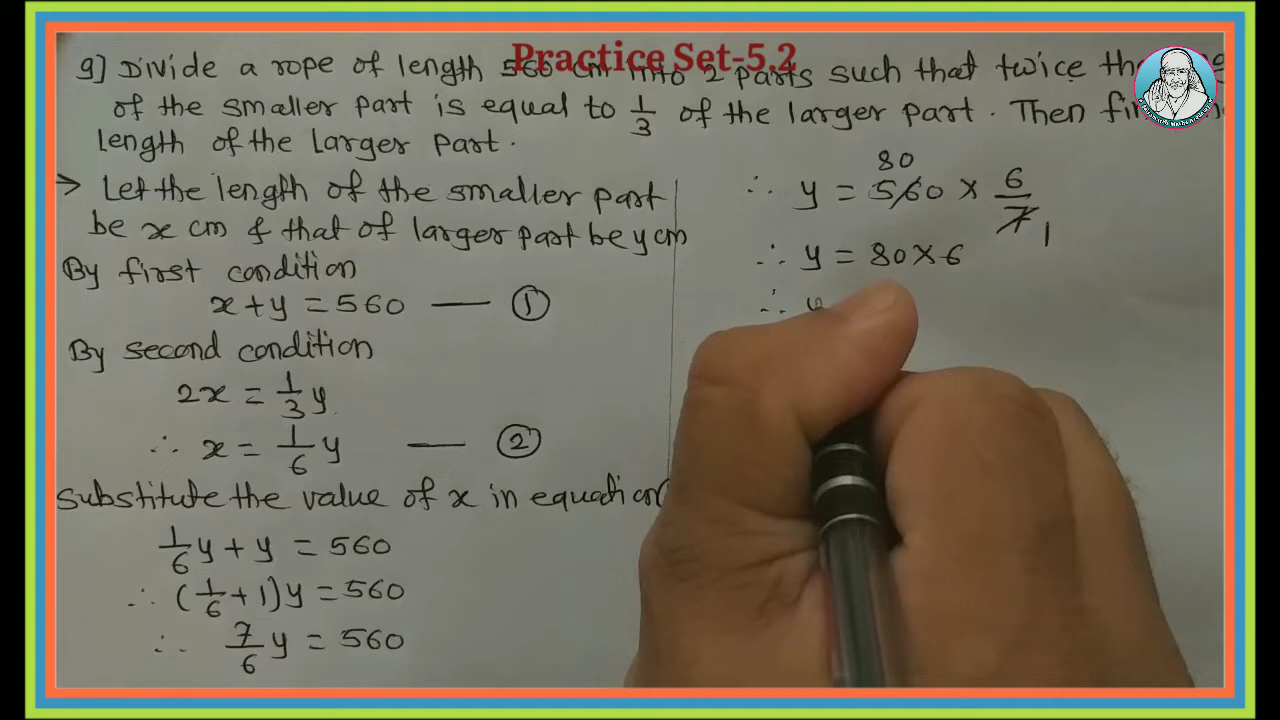 Practice Set-5.2
9] Divide a rope of length 560 cm into 2 parts such that twice the
of the smaller part is equal to 1/3 of the larger part. Then
length of the larger part.
→ Let the length of the smaller part
be x cm & that of larger part be y cm
By first condition
x + y = 560 — ①
By second condition
2x = 1/3 y
∴ x = 1/6 y — ②
Substitute the value of x in equation
1/6 y + y = 560
∴ (1/6 + 1) y = 560
∴ 7/6 y = 560
80
∴ y = 560 × 6/7 1
∴ y = 80 × 6
∴